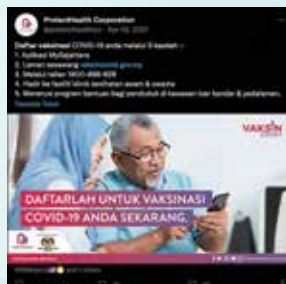 ProtectHealth Corporation
Daftar vaksinasi COVID-19 anda melalui 5 kaedah :-
1. Aplikasi MySejahtera
2. Laman sesawang
3. Melalui talian 1800-888-828
4. Hadir ke fasiliti klinik kesihatan awam & swasta
5. Menerusi program bantuan bagi penduduk di kawasan luar bandar & pedalaman.
VAKSIN
DAFTARLAH UNTUK VAKSINASI
COVID-19 ANDA SEKARANG.